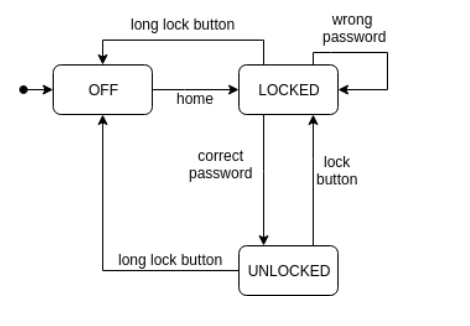 long lock button
wrong
password
OFF
home
LOCKED
correct
password
lock
button
long lock button
UNLOCKED